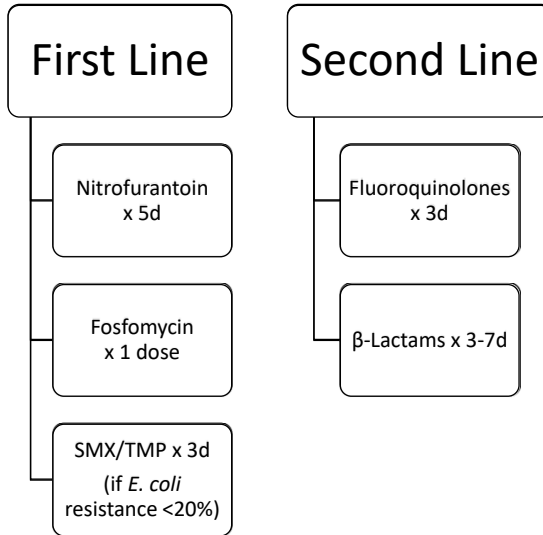 First Line
Nitrofurantoin
x 5d
Fosfomycin
x 1 dose
SMX/TMP x 3d
(if E. coli
resistance <20%)
Second Line
Fluoroquinolones
x 3d
β-Lactams x 3-7d